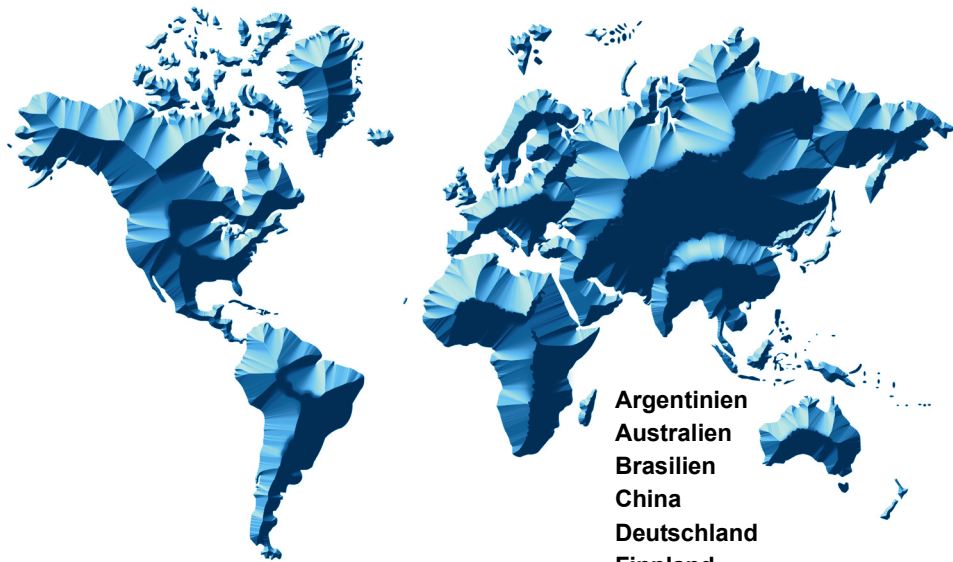 Argentinien
Australien
Brasilien
China
Deutschland